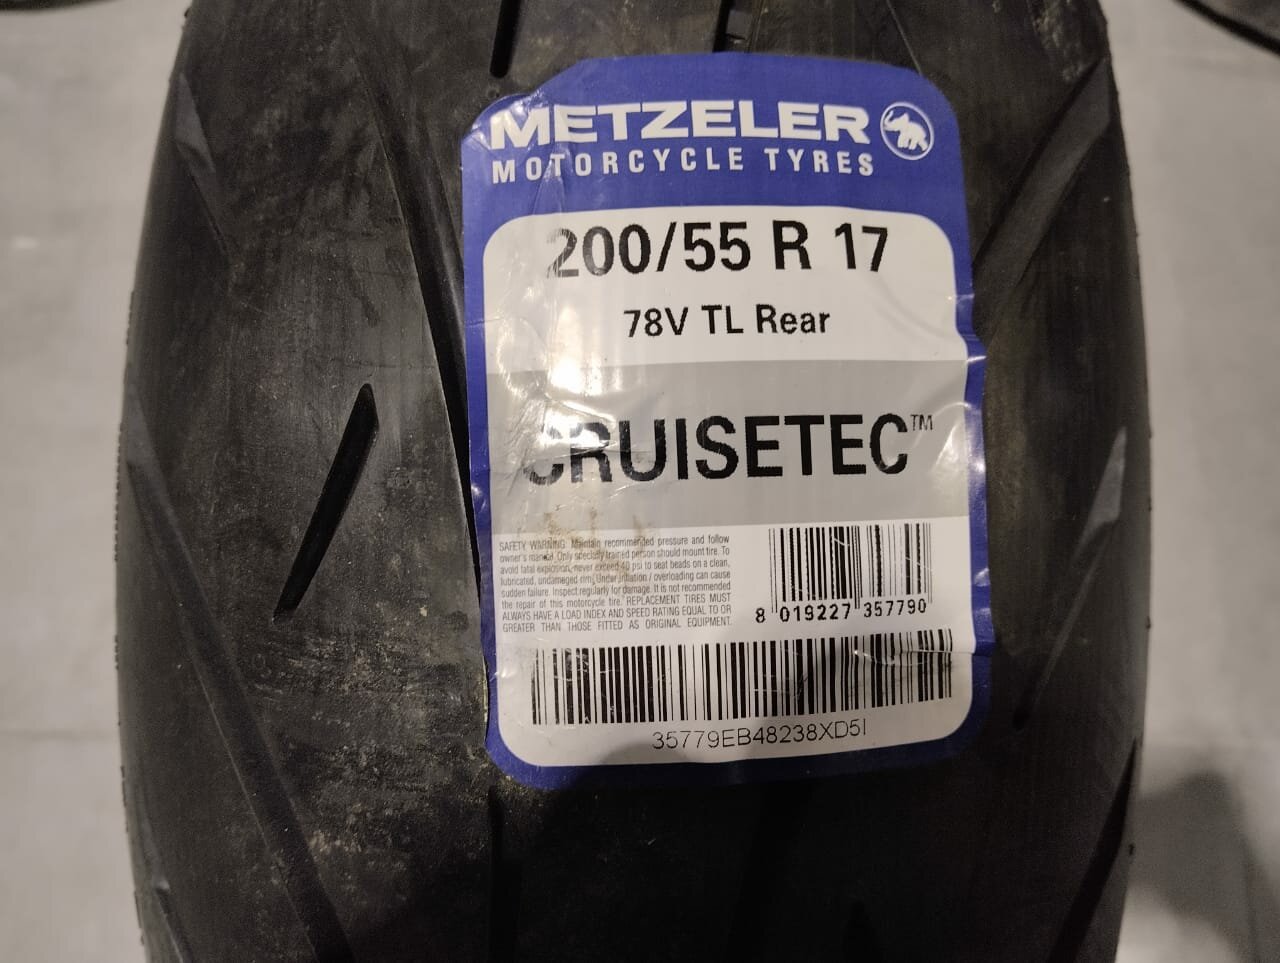 METZELER
MOTORCYCLE TYRES
200/55 R 17
78V TL Rear
CRUISETEC™
SAFETY WARNING: Maintain recommended pressure and follow
owner's manual. Only specially trained person should mount tire. To
avoid fatal explosion, never exceed 40 psi to seat beads on a clean,
lubricated, undamaged rim. Under inflation / overloading can cause
sudden failure. Inspect regularly for damage. It is not recommended
the repair of this motorcycle tire. REPLACEMENT TIRES MUST
ALWAYS HAVE A LOAD INDEX AND SPEED RATING EQUAL TO OR
GREATER THAN THOSE FITTED AS ORIGINAL EQUIPMENT.
8 019227 357790
35779EB48238XD5I